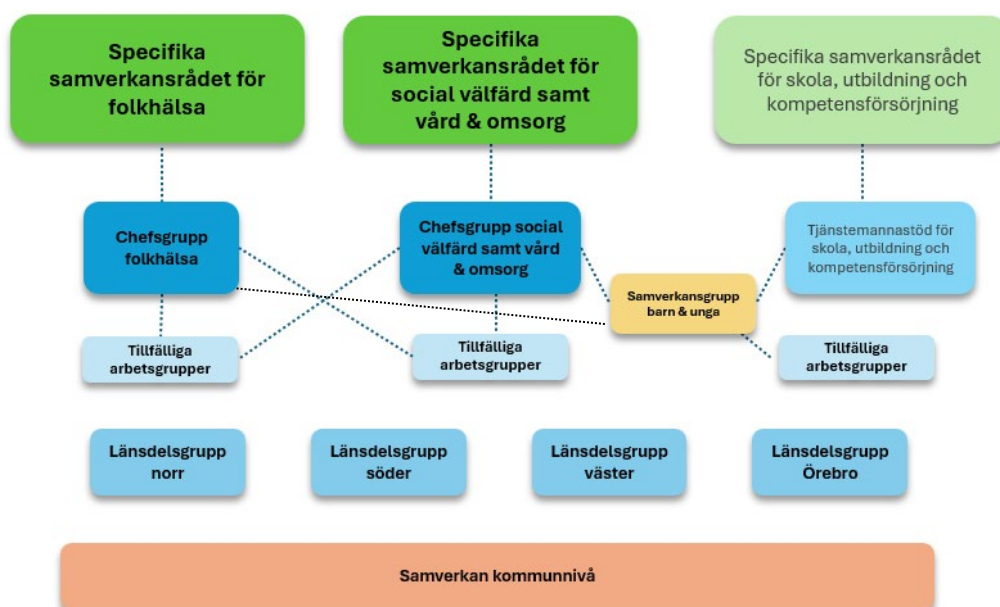 Specifika
samverkansrådet för
folkhälsa
Specifika
samverkansrådet för
social välfärd samt
vård & omsorg
Specifika samverkansrådet
för skola, utbildning och
kompetensförsörjning
Chefsgrupp
folkhälsa
Chefsgrupp social
välfärd samt vård
& omsorg
Tjänstemannastöd för
skola, utbildning och
kompetensförsörjning
Samverkansgrupp
barn & unga
Tillfälliga
arbetsgrupper
Tillfälliga
arbetsgrupper
Tillfälliga
arbetsgrupper
Länsdelsgrupp
norr
Länsdelsgrupp
söder
Länsdelsgrupp
väster
Länsdelsgrupp
Örebro
Samverkan kommunnivå